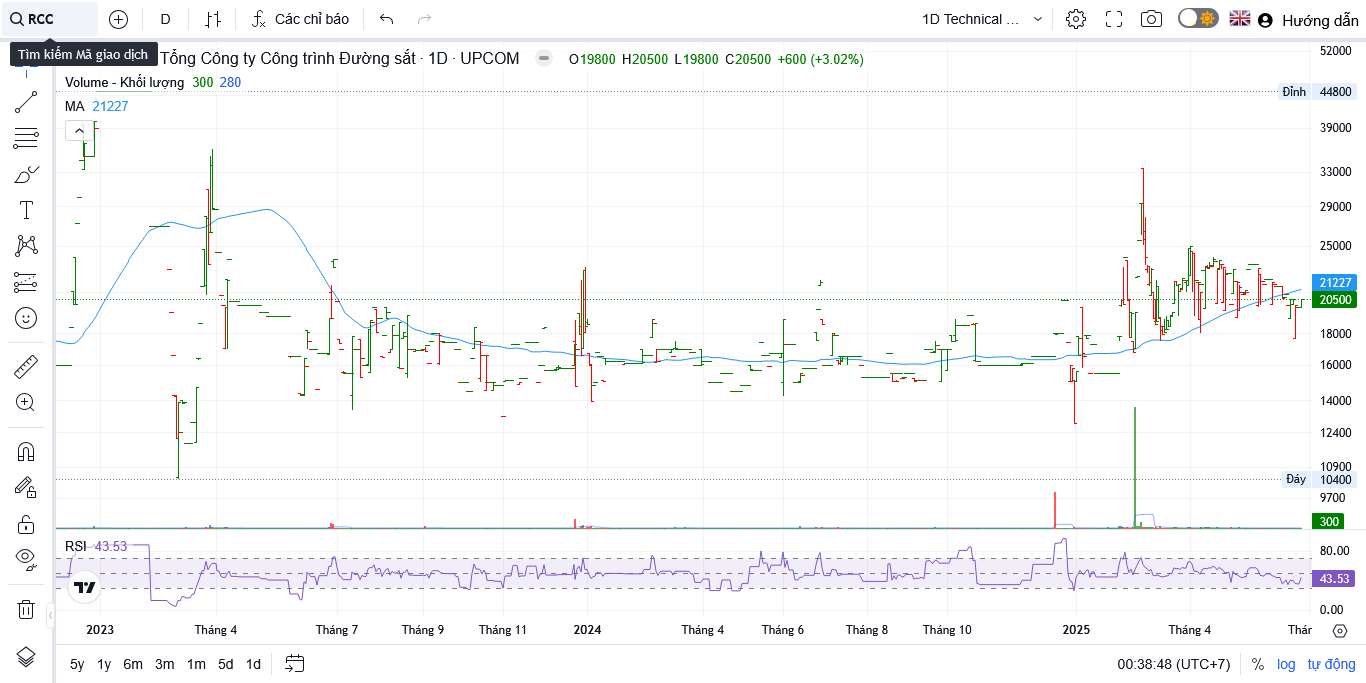 RCC D Các chỉ báo 1D Technical ... Hướng dẫn
Tìm kiếm Mã giao dịch
Tổng Công ty Công trình Đường sắt · 1D · UPCOM O19800 H20500 L19800 C20500 +600 (+3.02%)
Volume - Khối lượng 300 280
MA 21227
52000
Đỉnh 44800
39000
33000
29000
25000
21227
20500
18000
16000
14000
12400
10900
Đáy 10400
9700
300
RSI 43.53
80.00
43.53
0.00
2023 Tháng 4 Tháng 7 Tháng 9 Tháng 11 2024 Tháng 4 Tháng 6 Tháng 8 Tháng 10 2025 Tháng 4 Thár
5y 1y 6m 3m 1m 5d 1d 00:38:48 (UTC+7) % log tự động